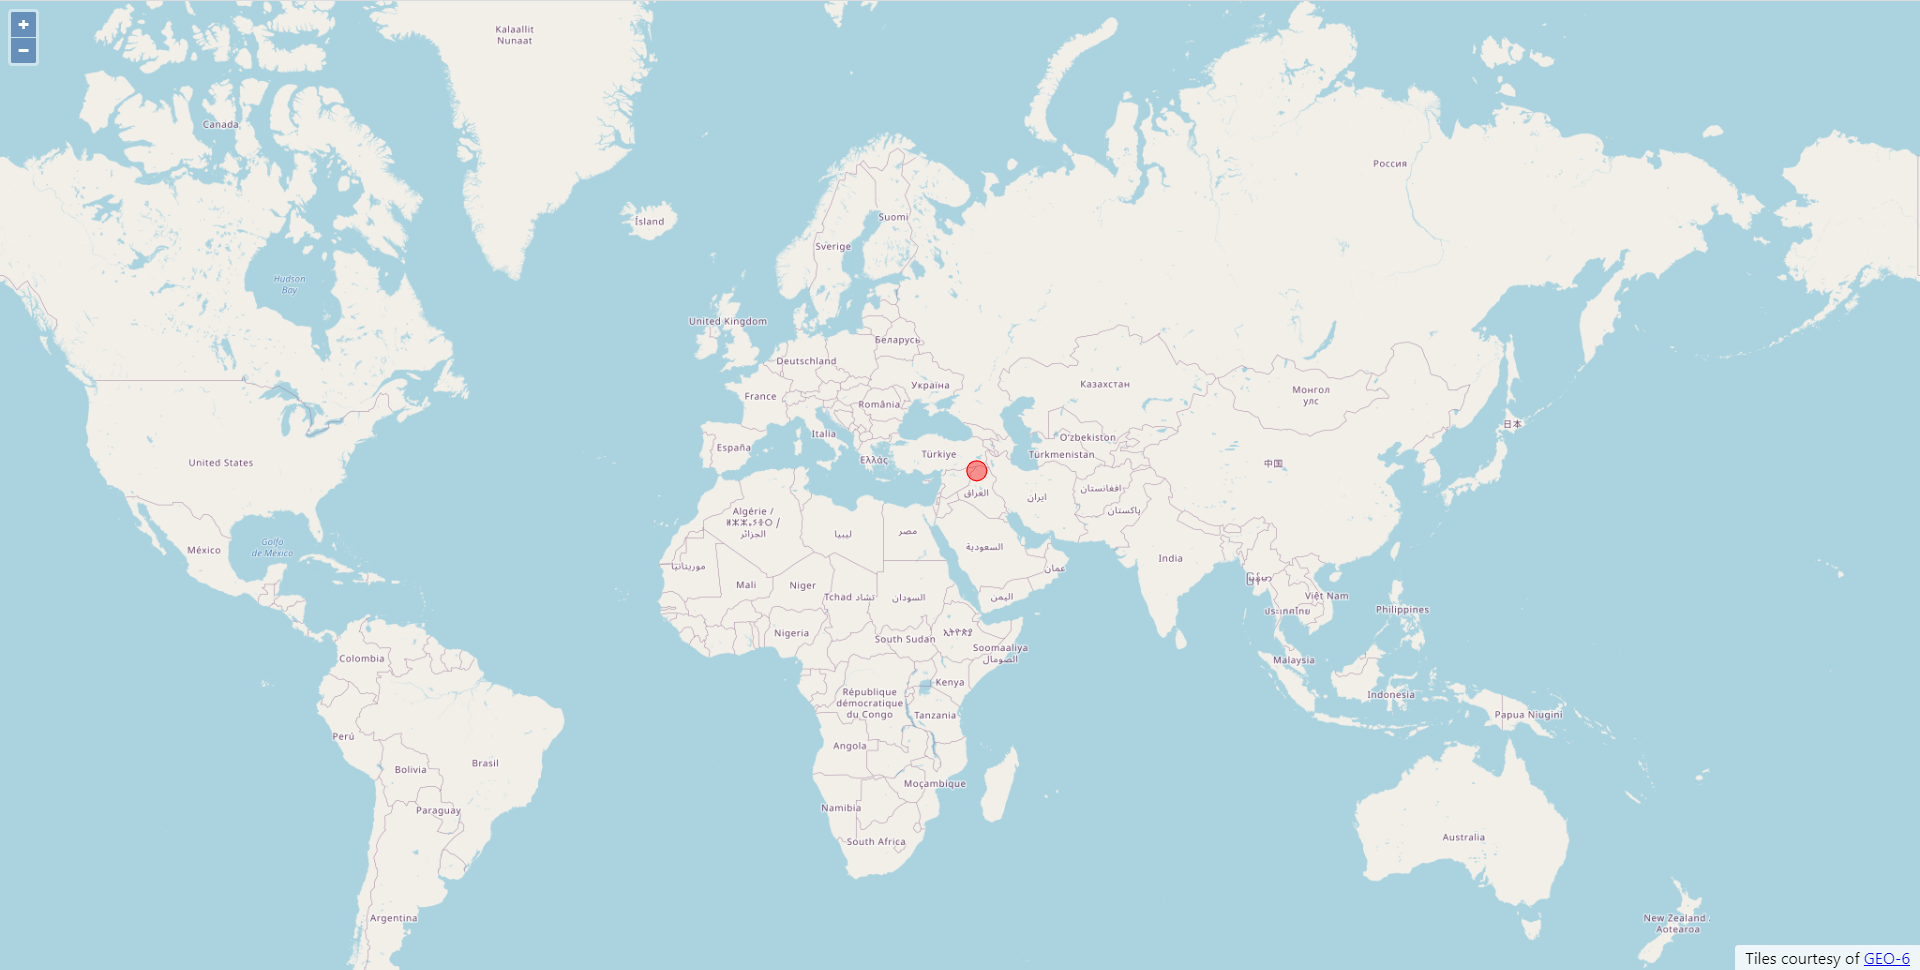 +
−
Kalaallit
Nunaat
Canada
Россия
Ísland
Suomi
Sverige
Hudson
Bay
United Kingdom
Беларусь
Deutschland
Казахстан
Україна
Монгол
улс
France
România
日本
Italia
España
O‘zbekiston
Ελλάς
Türkiye
Türkmenistan
United States
中国
افغانستان
العراق
ایران
پاکستان
Algérie /
ⵍⵣⵣⴰⵢⴻⵔ /
الجزائر
ليبيا
مصر
Golfo
de México
México
السعودية
India
موريتانيا
عمان
Mali
Niger
Tchad تشاد
السودان
اليمن
Việt Nam
ประเทศไทย
Philippines
Nigeria
South Sudan
Soomaaliya
الصومال
Colombia
Malaysia
Kenya
République
démocratique
du Congo
Indonesia
Tanzania
Papua Niugini
Perú
Angola
Brasil
Bolivia
Moçambique
Paraguay
Namibia
South Africa
Australia
Argentina
New Zealand
Aotearoa
Tiles courtesy of GEO-6